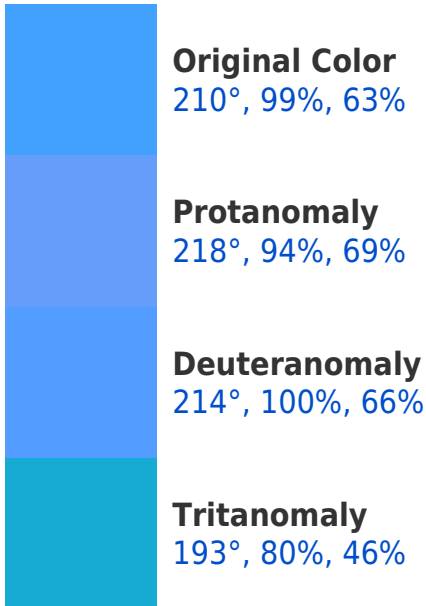 Original Color
210°, 99%, 63%
Protanomaly
218°, 94%, 69%
Deuteranomaly
214°, 100%, 66%
Tritanomaly
193°, 80%, 46%